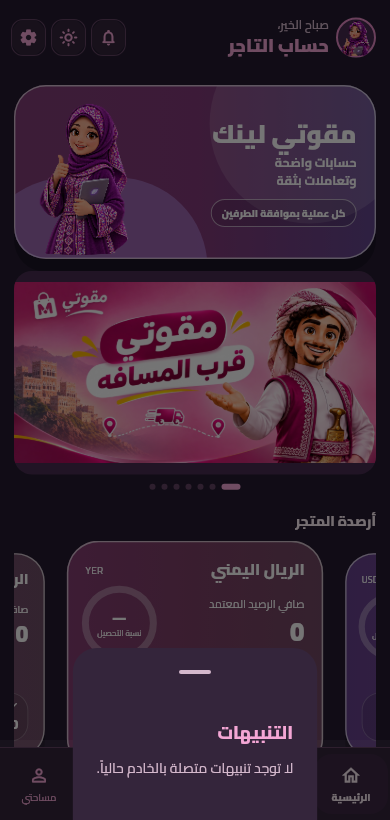 صباح الخير،
حساب التاجر
مقوتي لينك
حسابات واضحة
وتعاملات بثقة
كل عملية بموافقة الطرفين
مقوتي
مقوتي
قرب المسافه
أرصدة المتجر
الريال اليمني
YER
صافي الرصيد المعتمد
0
—
نسبة التحصيل
USD
0
التنبيهات
لا توجد تنبيهات متصلة بالخادم حالياً.
الرئيسية
مساحتي